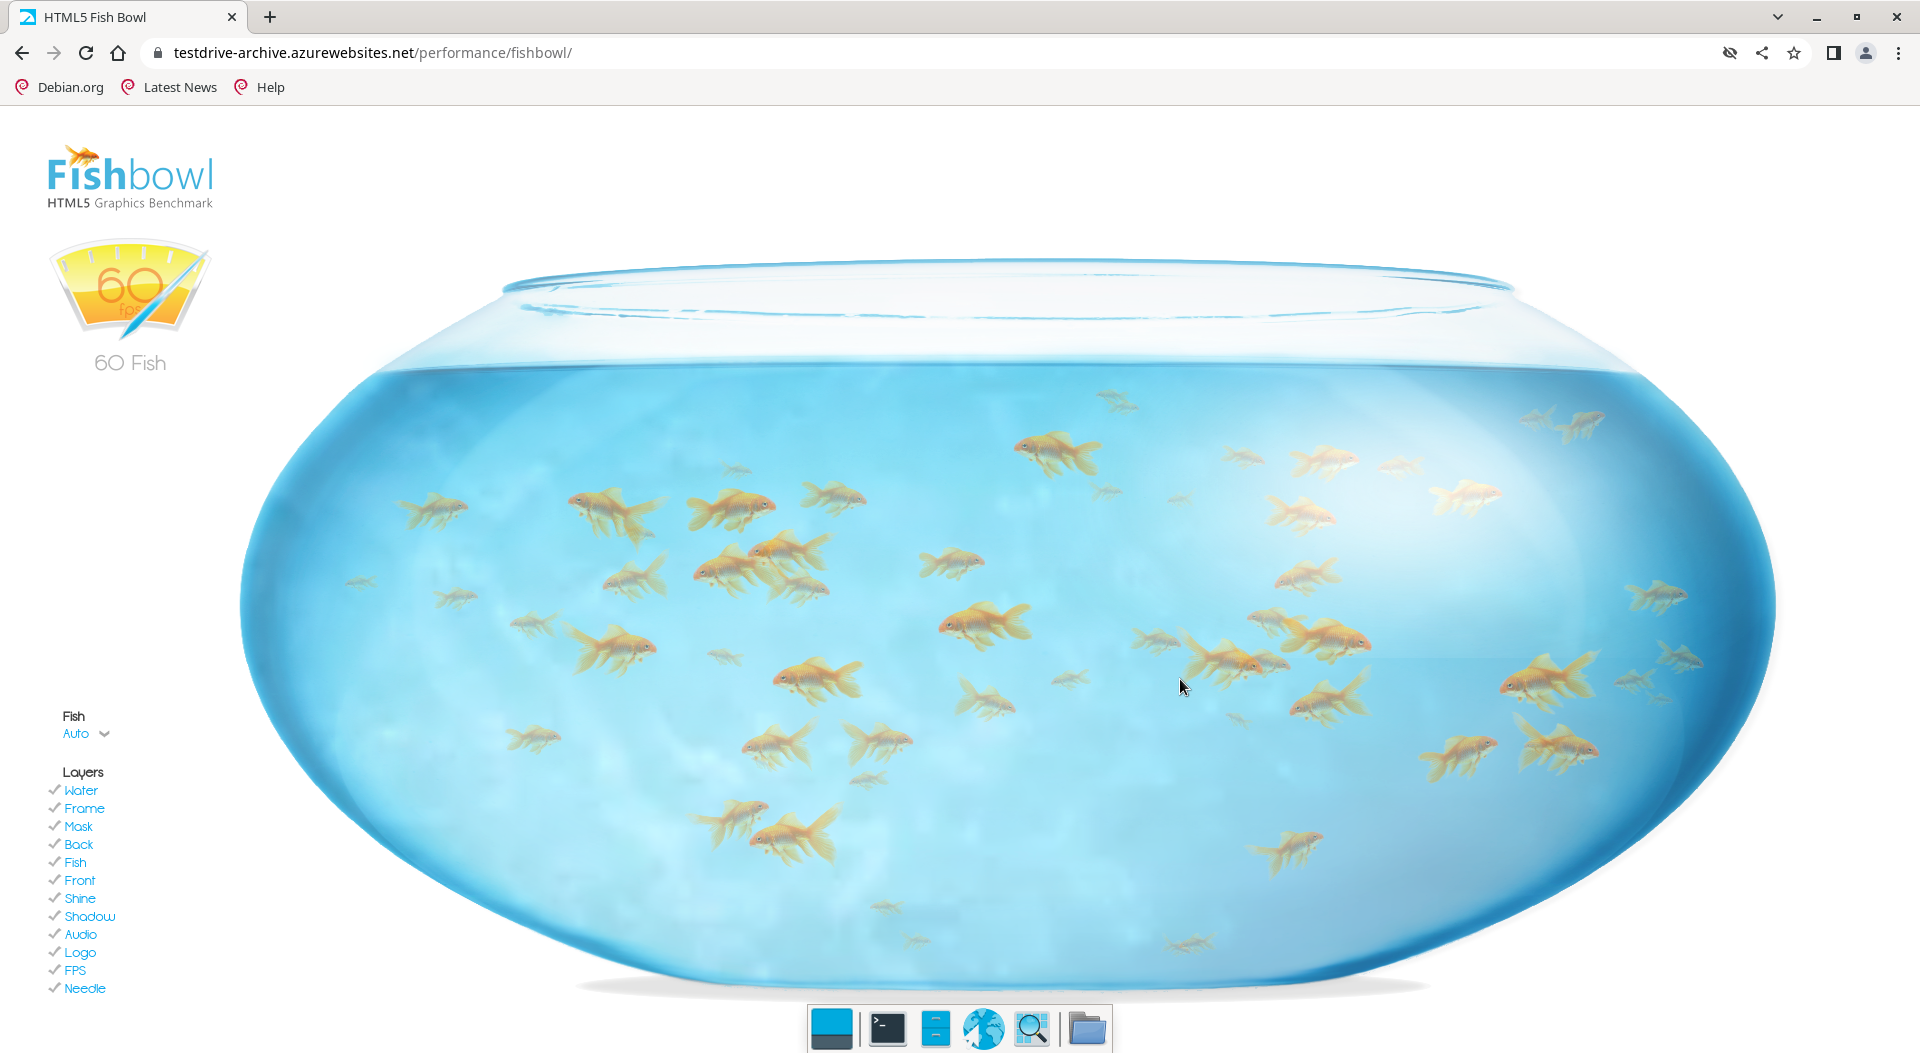 HTML5 Fish Bowl
testdrive-archive.azurewebsites.net/performance/fishbowl/
Debian.org Latest News Help
Fishbowl
HTML5 Graphics Benchmark
60
fps
60 Fish
Fish
Auto
Layers
Water
Frame
Mask
Back
Fish
Front
Shine
Shadow
Audio
Logo
FPS
Needle
>_